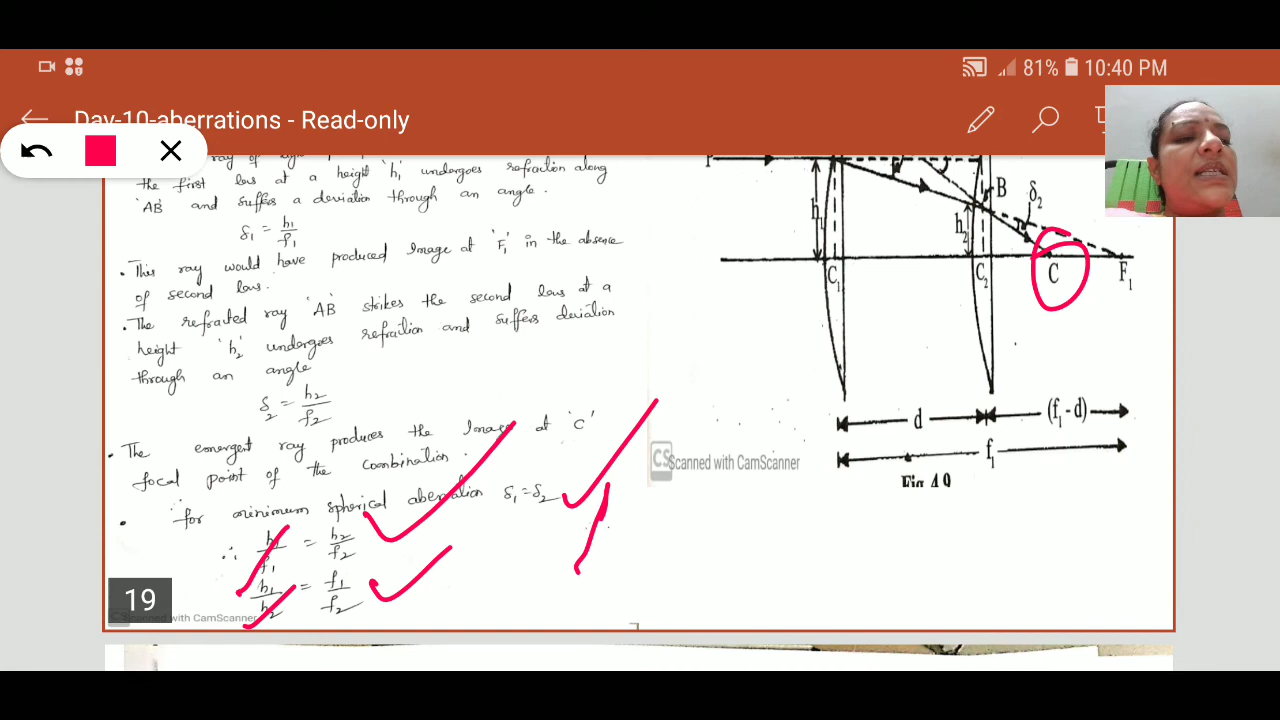 81% 10:40 PM
Day-10-aberrations - Read-only
ray of
the first lens at a height 'h1' undergoes refraction along
'AB' and suffers a deviation through an angle.
δ1 = h1/f1
• This ray would have produced Image at 'F1' in the absence
of second lens.
• The refracted ray 'AB' strikes the second lens at a
height 'h2' undergoes refraction and suffers deviation
through an angle
δ2 = h2/f2
• The emergent ray produces the Image at 'C'
focal point of the combination.
• for minimum spherical aberration δ1 = δ2
∴ h1/f1 = h2/f2
h1/h2 = f1/f2
19
CS Scanned with CamScanner
B
δ2
h1
h2
C1
C2
C
F1
d
(f1-d)
f1
CS Scanned with CamScanner